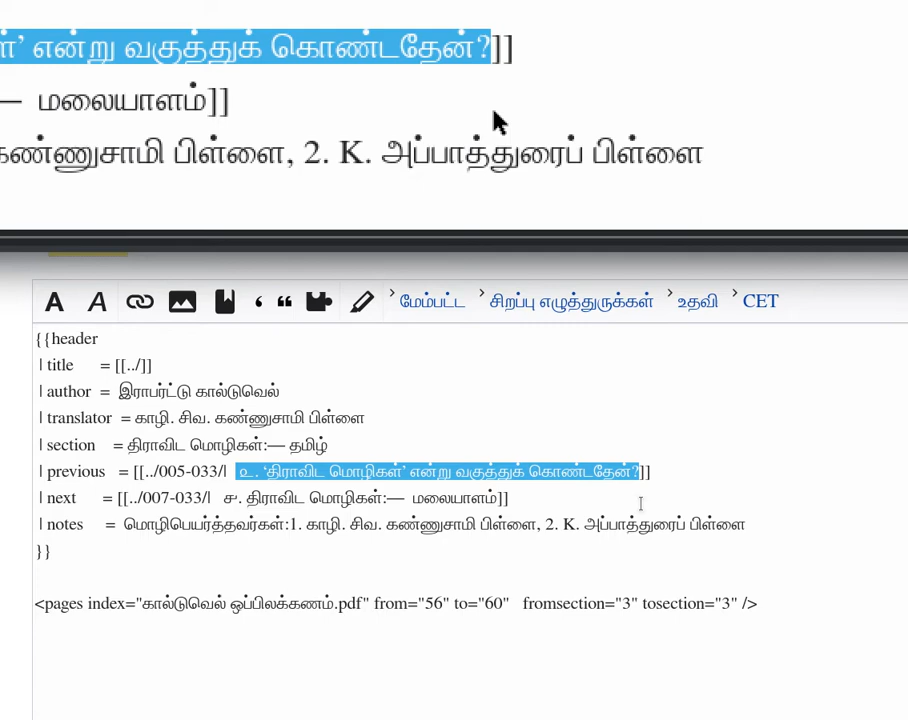 ள்’ என்று வகுத்துக் கொண்டதேன்?]]
— மலையாளம்]]
கண்ணுசாமி பிள்ளை, 2. K. அப்பாத்துரைப் பிள்ளை
A A மேம்பட்ட சிறப்பு எழுத்துருக்கள் உதவி CET
{{header
| title = [[../]]
| author = இராபர்ட்டு கால்டுவெல்
| translator = காழி. சிவ. கண்ணுசாமி பிள்ளை
| section = திராவிட மொழிகள்:— தமிழ்
| previous = [[../005-033/| ௨. ‘திராவிட மொழிகள்’ என்று வகுத்துக் கொண்டதேன்?]]
| next = [[../007-033/| ௪. திராவிட மொழிகள்:— மலையாளம்]]
| notes = மொழிபெயர்த்தவர்கள்:1. காழி. சிவ. கண்ணுசாமி பிள்ளை, 2. K. அப்பாத்துரைப் பிள்ளை
}}
<pages index="கால்டுவெல் ஒப்பிலக்கணம்.pdf" from="56" to="60" fromsection="3" tosection="3" />